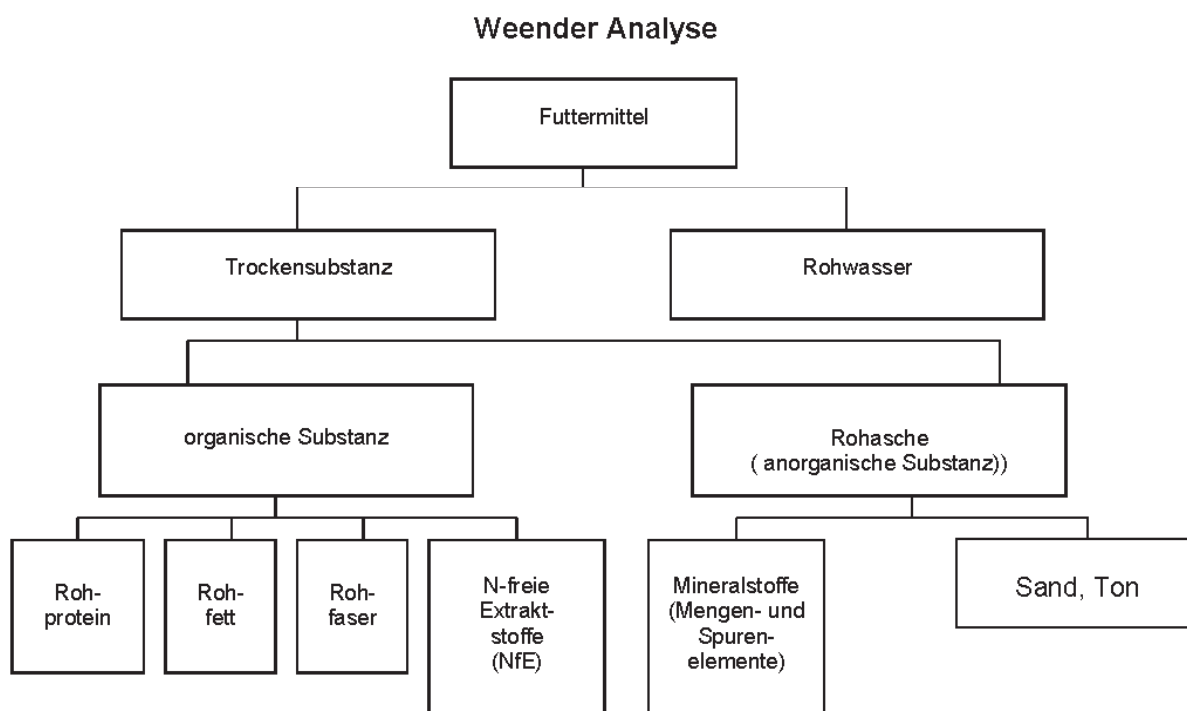 Weender Analyse
Futtermittel
Trockensubstanz
Rohwasser
organische Substanz
Rohasche
( anorganische Substanz))
Roh-
protein
Roh-
fett
Roh-
faser
N-freie
Extrakt-
stoffe
(NfE)
Mineralstoffe
(Mengen- und
Spuren-
elemente)
Sand, Ton